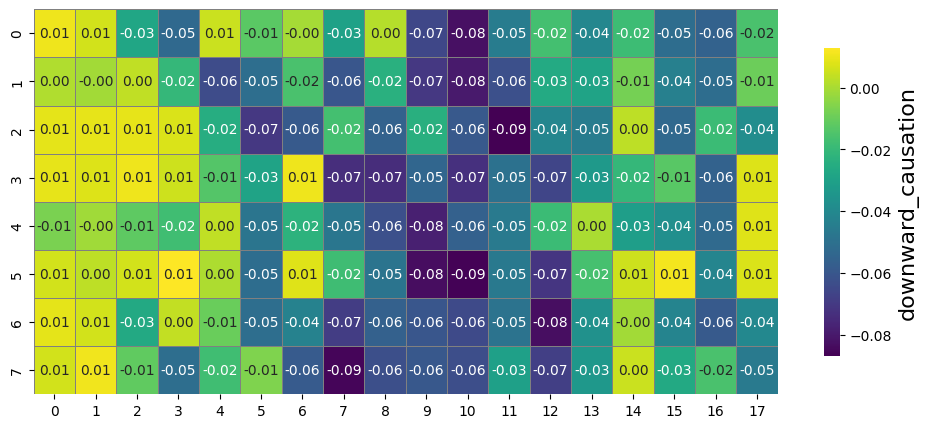 0 0.01 0.01 -0.03 -0.05 0.01 -0.01 -0.00 -0.03 0.00 -0.07 -0.08 -0.05 -0.02 -0.04 -0.02 -0.05 -0.06 -0.02
1 0.00 -0.00 0.00 -0.02 -0.06 -0.05 -0.02 -0.06 -0.02 -0.07 -0.08 -0.06 -0.03 -0.03 -0.01 -0.04 -0.05 -0.01
2 0.01 0.01 0.01 0.01 -0.02 -0.07 -0.06 -0.02 -0.06 -0.02 -0.06 -0.09 -0.04 -0.05 0.00 -0.05 -0.02 -0.04
3 0.01 0.01 0.01 0.01 -0.01 -0.03 0.01 -0.07 -0.07 -0.05 -0.07 -0.05 -0.07 -0.03 -0.02 -0.01 -0.06 0.01
4 -0.01 -0.00 -0.01 -0.02 0.00 -0.05 -0.02 -0.05 -0.06 -0.08 -0.06 -0.05 -0.02 0.00 -0.03 -0.04 -0.05 0.01
5 0.01 0.00 0.01 0.01 0.00 -0.05 0.01 -0.02 -0.05 -0.08 -0.09 -0.05 -0.07 -0.02 0.01 0.01 -0.04 0.01
6 0.01 0.01 -0.03 0.00 -0.01 -0.05 -0.04 -0.07 -0.06 -0.06 -0.06 -0.05 -0.08 -0.04 -0.00 -0.04 -0.06 -0.04
7 0.01 0.01 -0.01 -0.05 -0.02 -0.01 -0.06 -0.09 -0.06 -0.06 -0.06 -0.03 -0.07 -0.03 0.00 -0.03 -0.02 -0.05
0 1 2 3 4 5 6 7 8 9 10 11 12 13 14 15 16 17
0.00
−0.02
−0.04
−0.06
−0.08
downward_causation